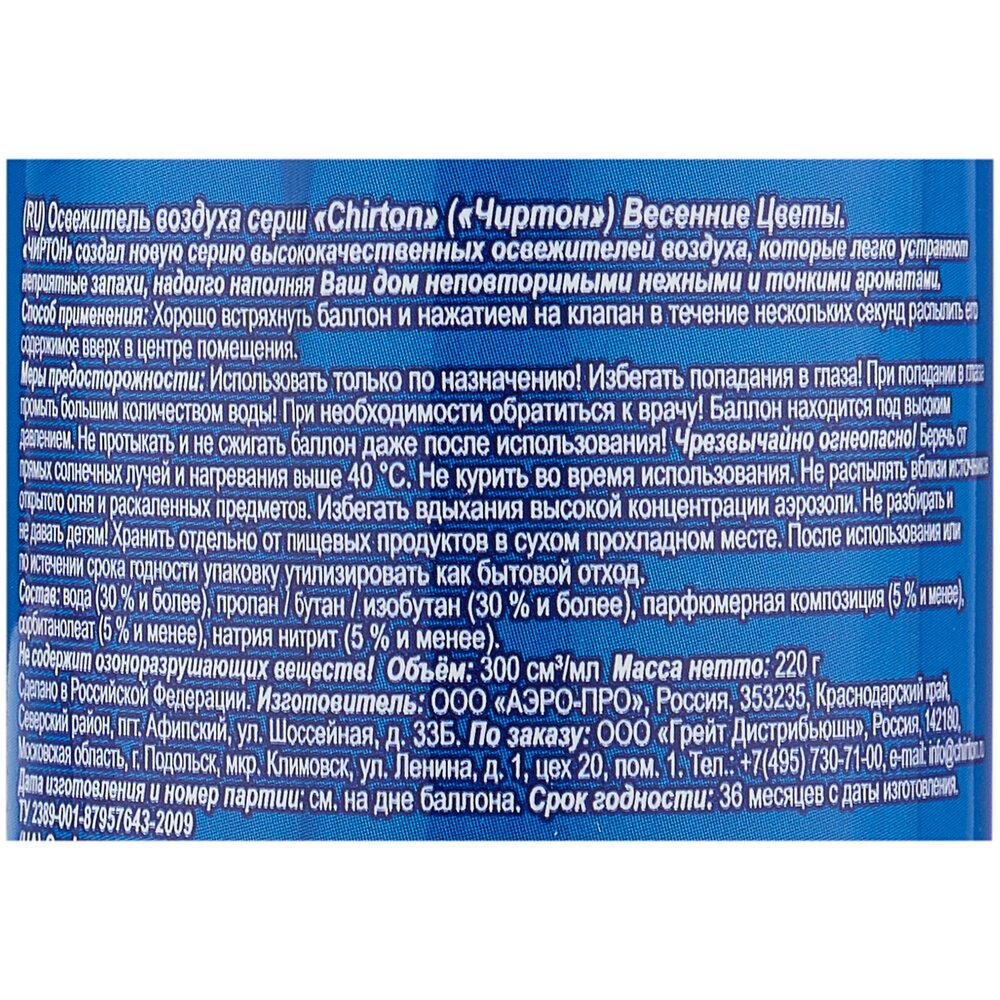 (RU) Освежитель воздуха серии «Chirton» («Чиртон») Весенние Цветы.
«ЧИРТОН» создал новую серию высококачественных освежителей воздуха, которые легко устраняют
неприятные запахи, надолго наполняя Ваш дом неповторимыми нежными и тонкими ароматами.
Способ применения: Хорошо встряхнуть баллон и нажатием на клапан в течение нескольких секунд распылить его
содержимое вверх в центре помещения.
Меры предосторожности: Использовать только по назначению! Избегать попадания в глаза! При попадании в глаза
промыть большим количеством воды! При необходимости обратиться к врачу! Баллон находится под высоким
давлением. Не протыкать и не сжигать баллон даже после использования! Чрезвычайно огнеопасно! Беречь от
прямых солнечных лучей и нагревания выше 40 °С. Не курить во время использования. Не распылять вблизи источников
открытого огня и раскаленных предметов. Избегать вдыхания высокой концентрации аэрозоли. Не разбирать и
не давать детям! Хранить отдельно от пищевых продуктов в сухом прохладном месте. После использования или
по истечении срока годности упаковку утилизировать как бытовой отход.
Состав: вода (30 % и более), пропан / бутан / изобутан (30 % и более), парфюмерная композиция (5 % и менее),
сорбитанолеат (5 % и менее), натрия нитрит (5 % и менее).
Не содержит озоноразрушающих веществ! Объём: 300 см³/мл Масса нетто: 220 г
Сделано в Российской Федерации. Изготовитель: ООО «АЭРО-ПРО», Россия, 353235, Краснодарский край,
Северский район, пгт. Афипский, ул. Шоссейная, д. 33Б. По заказу: ООО «Грейт Дистрибьюшн», Россия, 142180,
Московская область, г. Подольск, мкр. Климовск, ул. Ленина, д. 1, цех 20, пом. 1. Тел.: +7(495) 730-71-00, e-mail: info@chirton.ru
Дата изготовления и номер партии: см. на дне баллона. Срок годности: 36 месяцев с даты изготовления.
ТУ 2389-001-87957643-2009